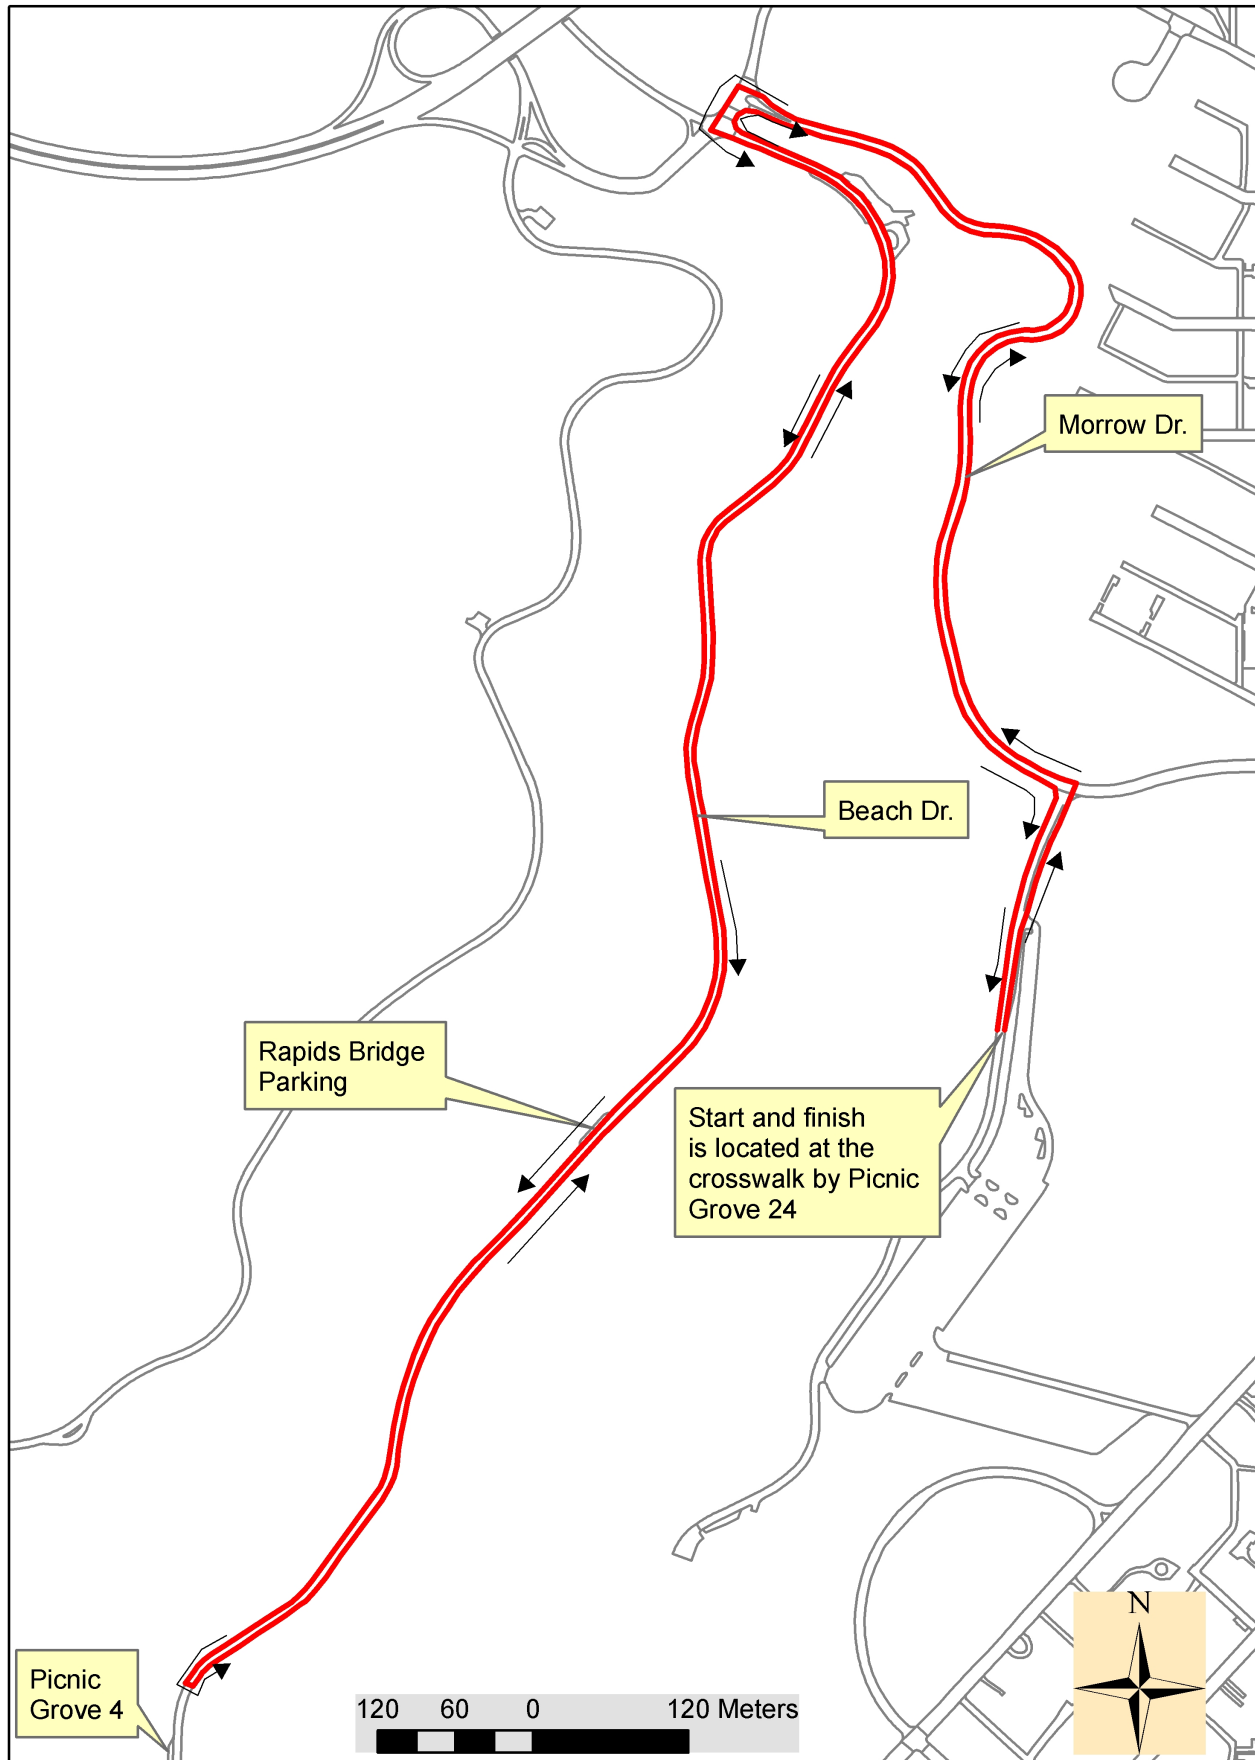 Morrow Dr.
Beach Dr.
Rapids Bridge
Parking
Start and finish
is located at the
crosswalk by Picnic
Grove 24
Picnic
Grove 4
120 60 0 120 Meters
N